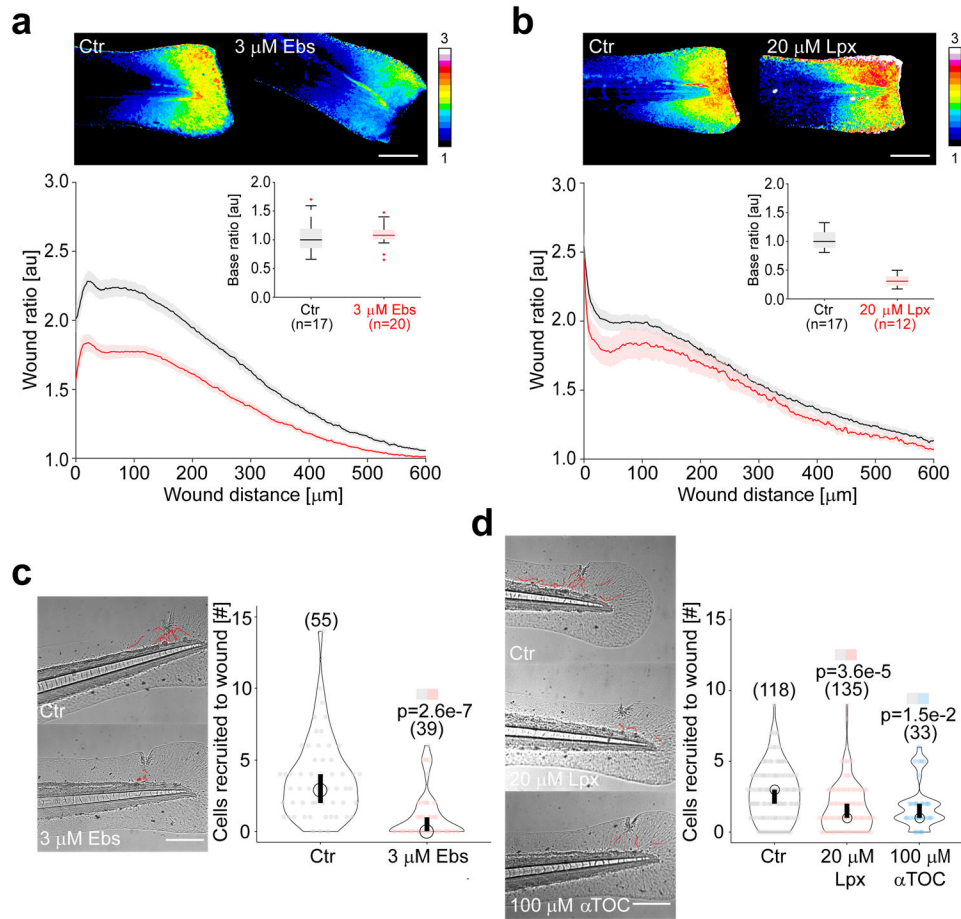 a
Ctr
3 μM Ebs
3
1
Wound ratio [au]
3.0
2.5
2.0
1.5
1.0
0
100
200
300
400
500
600
Wound distance [μm]
Base ratio [au]
2.0
1.5
1.0
0.5
0.0
Ctr
(n=17)
3 μM Ebs
(n=20)
b
Ctr
20 μM Lpx
3
1
Wound ratio [au]
3.0
2.5
2.0
1.5
1.0
0
100
200
300
400
500
600
Wound distance [μm]
Base ratio [au]
2.0
1.5
1.0
0.5
0.0
Ctr
(n=17)
20 μM Lpx
(n=12)
c
Ctr
3 μM Ebs
Cells recruited to wound [#]
15
10
5
0
(55)
p=2.6e-7
(39)
Ctr
3 μM Ebs
d
Ctr
20 μM Lpx
100 μM αTOC
Cells recruited to wound [#]
15
10
5
0
(118)
p=3.6e-5
(135)
p=1.5e-2
(33)
Ctr
20 μM
Lpx
100 μM
αTOC